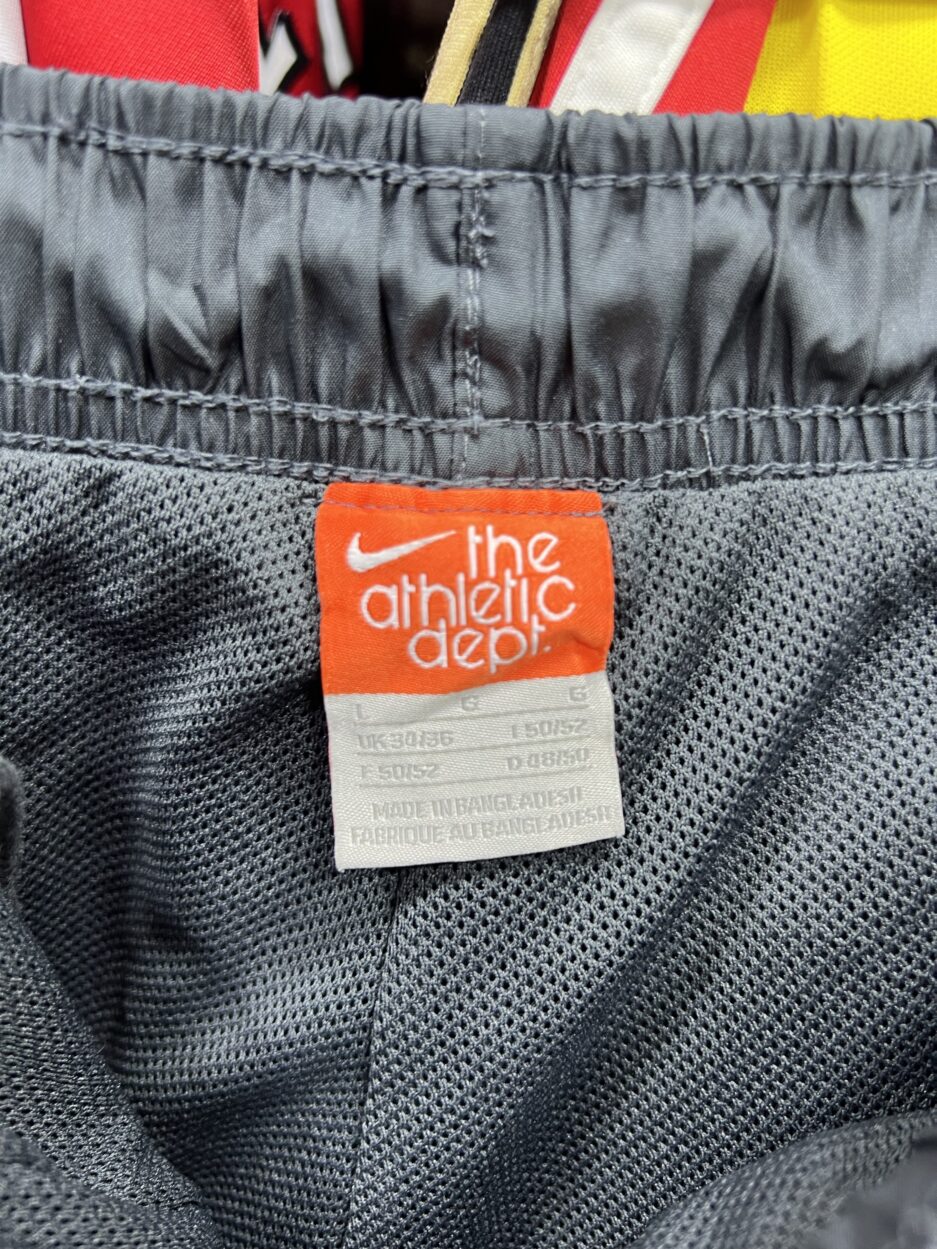 the
athletic
dept.
L G G
UK 34/36 I 50/52
F 50/52 D 48/50
MADE IN BANGLADESH
FABRIQUE AU BANGLADESH